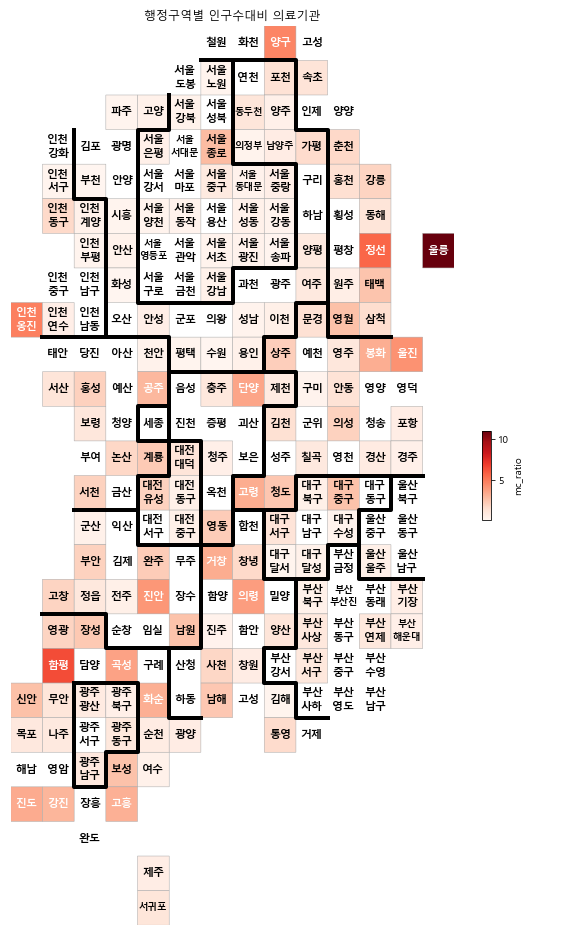 행정구역별 인구수대비 의료기관
철원 화천 양구 고성
서울 도봉 서울 노원 연천 포천 속초
파주 고양 서울 강북 서울 성북 동두천 양주 인제 양양
인천 강화 김포 광명 서울 은평 서울 서대문 서울 종로 의정부 남양주 가평 춘천
인천 서구 부천 안양 서울 강서 서울 마포 서울 중구 서울 동대문 서울 중랑 구리 홍천 강릉
인천 동구 인천 계양 시흥 서울 양천 서울 동작 서울 용산 서울 성동 서울 강동 하남 횡성 동해
인천 부평 안산 서울 영등포 서울 관악 서울 서초 서울 광진 서울 송파 양평 평창 정선 울릉
인천 중구 인천 남구 화성 서울 구로 서울 금천 서울 강남 과천 광주 여주 원주 태백
인천 옹진 인천 연수 인천 남동 오산 안성 군포 의왕 성남 이천 문경 영월 삼척
태안 당진 아산 천안 평택 수원 용인 상주 예천 영주 봉화 울진
서산 홍성 예산 공주 음성 충주 단양 제천 구미 안동 영양 영덕
보령 청양 세종 진천 증평 괴산 김천 군위 의성 청송 포항
부여 논산 계룡 대전 대덕 청주 보은 성주 칠곡 영천 경산 경주
서천 금산 대전 유성 대전 동구 옥천 고령 청도 대구 북구 대구 중구 대구 동구 울산 북구
군산 익산 대전 서구 대전 중구 영동 합천 대구 서구 대구 남구 대구 수성 울산 중구 울산 동구
부안 김제 완주 무주 거창 창녕 대구 달서 대구 달성 부산 금정 울산 울주 울산 남구
고창 정읍 전주 진안 장수 함양 의령 밀양 부산 북구 부산 부산진 부산 동래 부산 기장
영광 장성 순창 임실 남원 진주 함안 양산 부산 사상 부산 동구 부산 연제 부산 해운대
함평 담양 곡성 구례 산청 사천 창원 부산 강서 부산 서구 부산 중구 부산 수영
신안 무안 광주 광산 광주 북구 화순 하동 남해 고성 김해 부산 사하 부산 영도 부산 남구
목포 나주 광주 서구 광주 동구 순천 광양 통영 거제
해남 영암 광주 남구 보성 여수
진도 강진 장흥 고흥
완도
제주
서귀포
10
5
mc_ratio